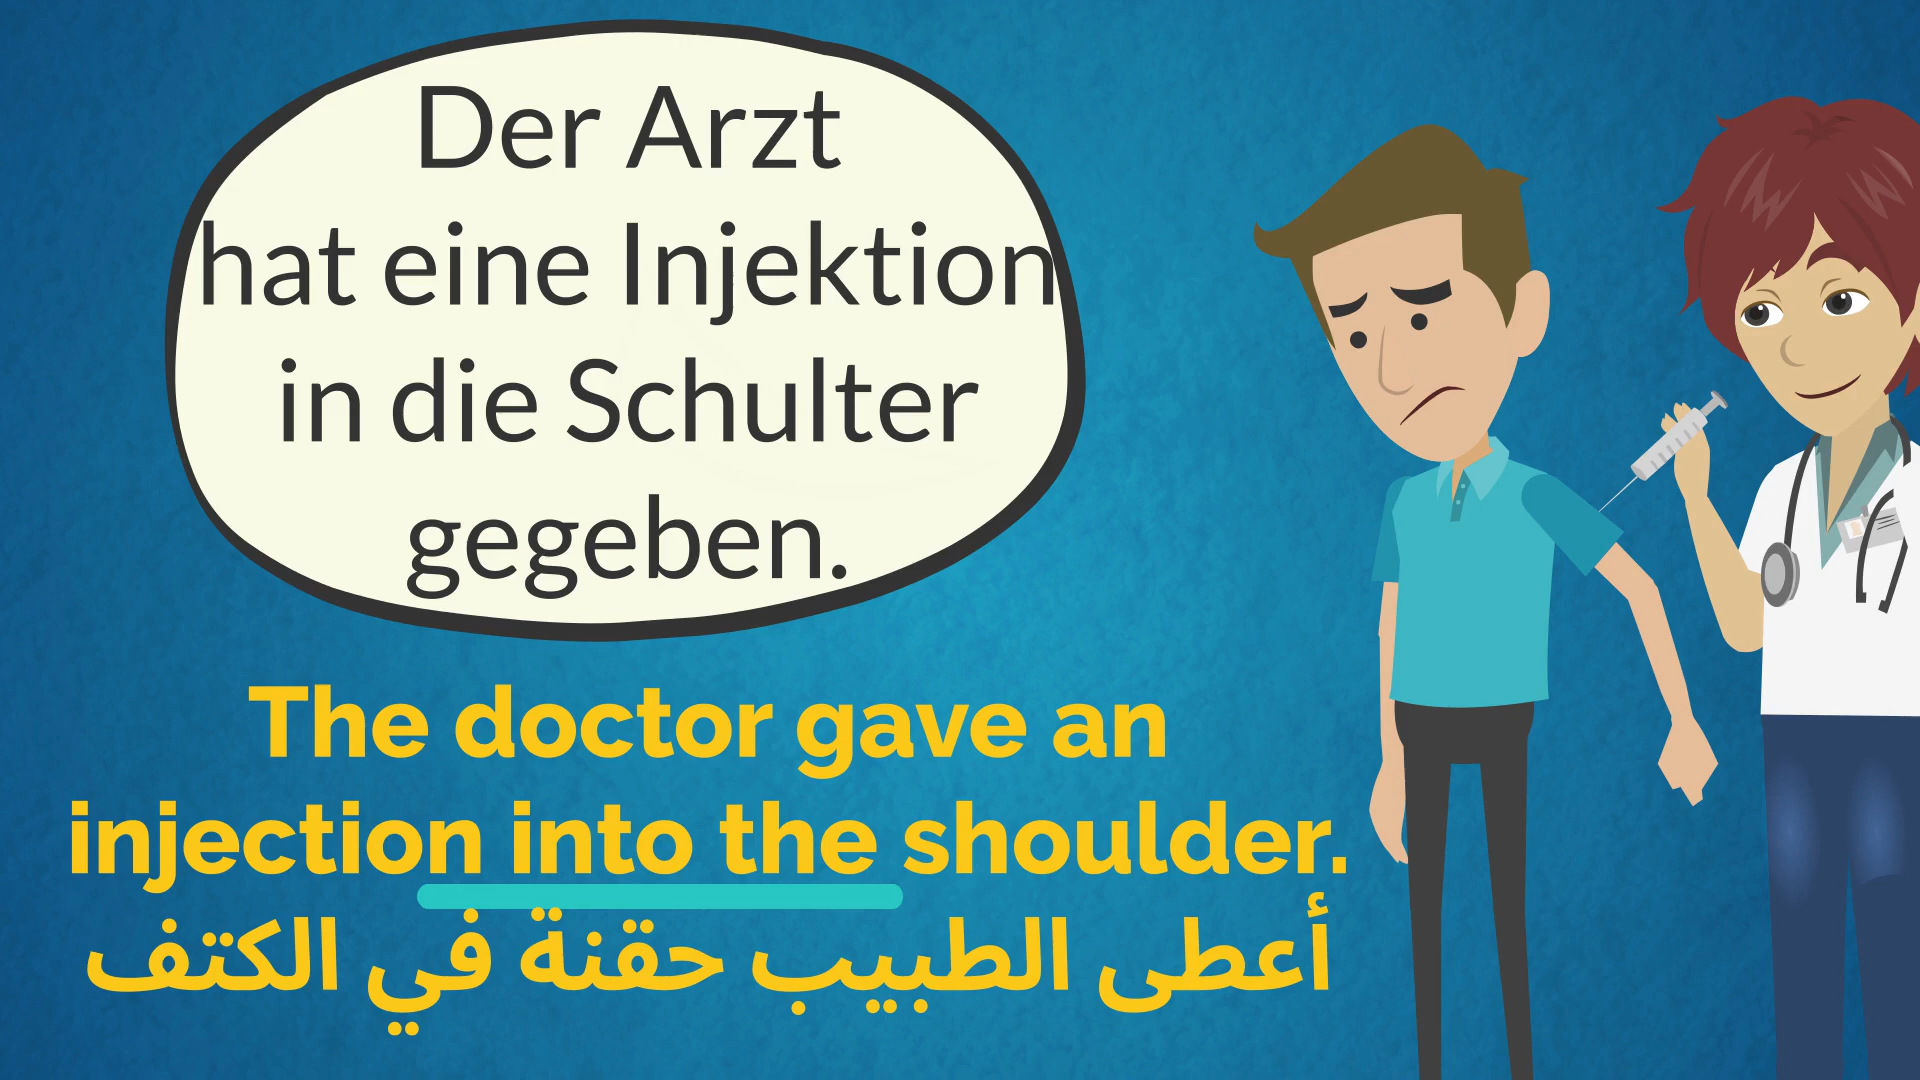 Der Arzt
hat eine Injektion
in die Schulter
gegeben.
The doctor gave an
injection into the shoulder.
أعطى الطبيب حقنة في الكتف